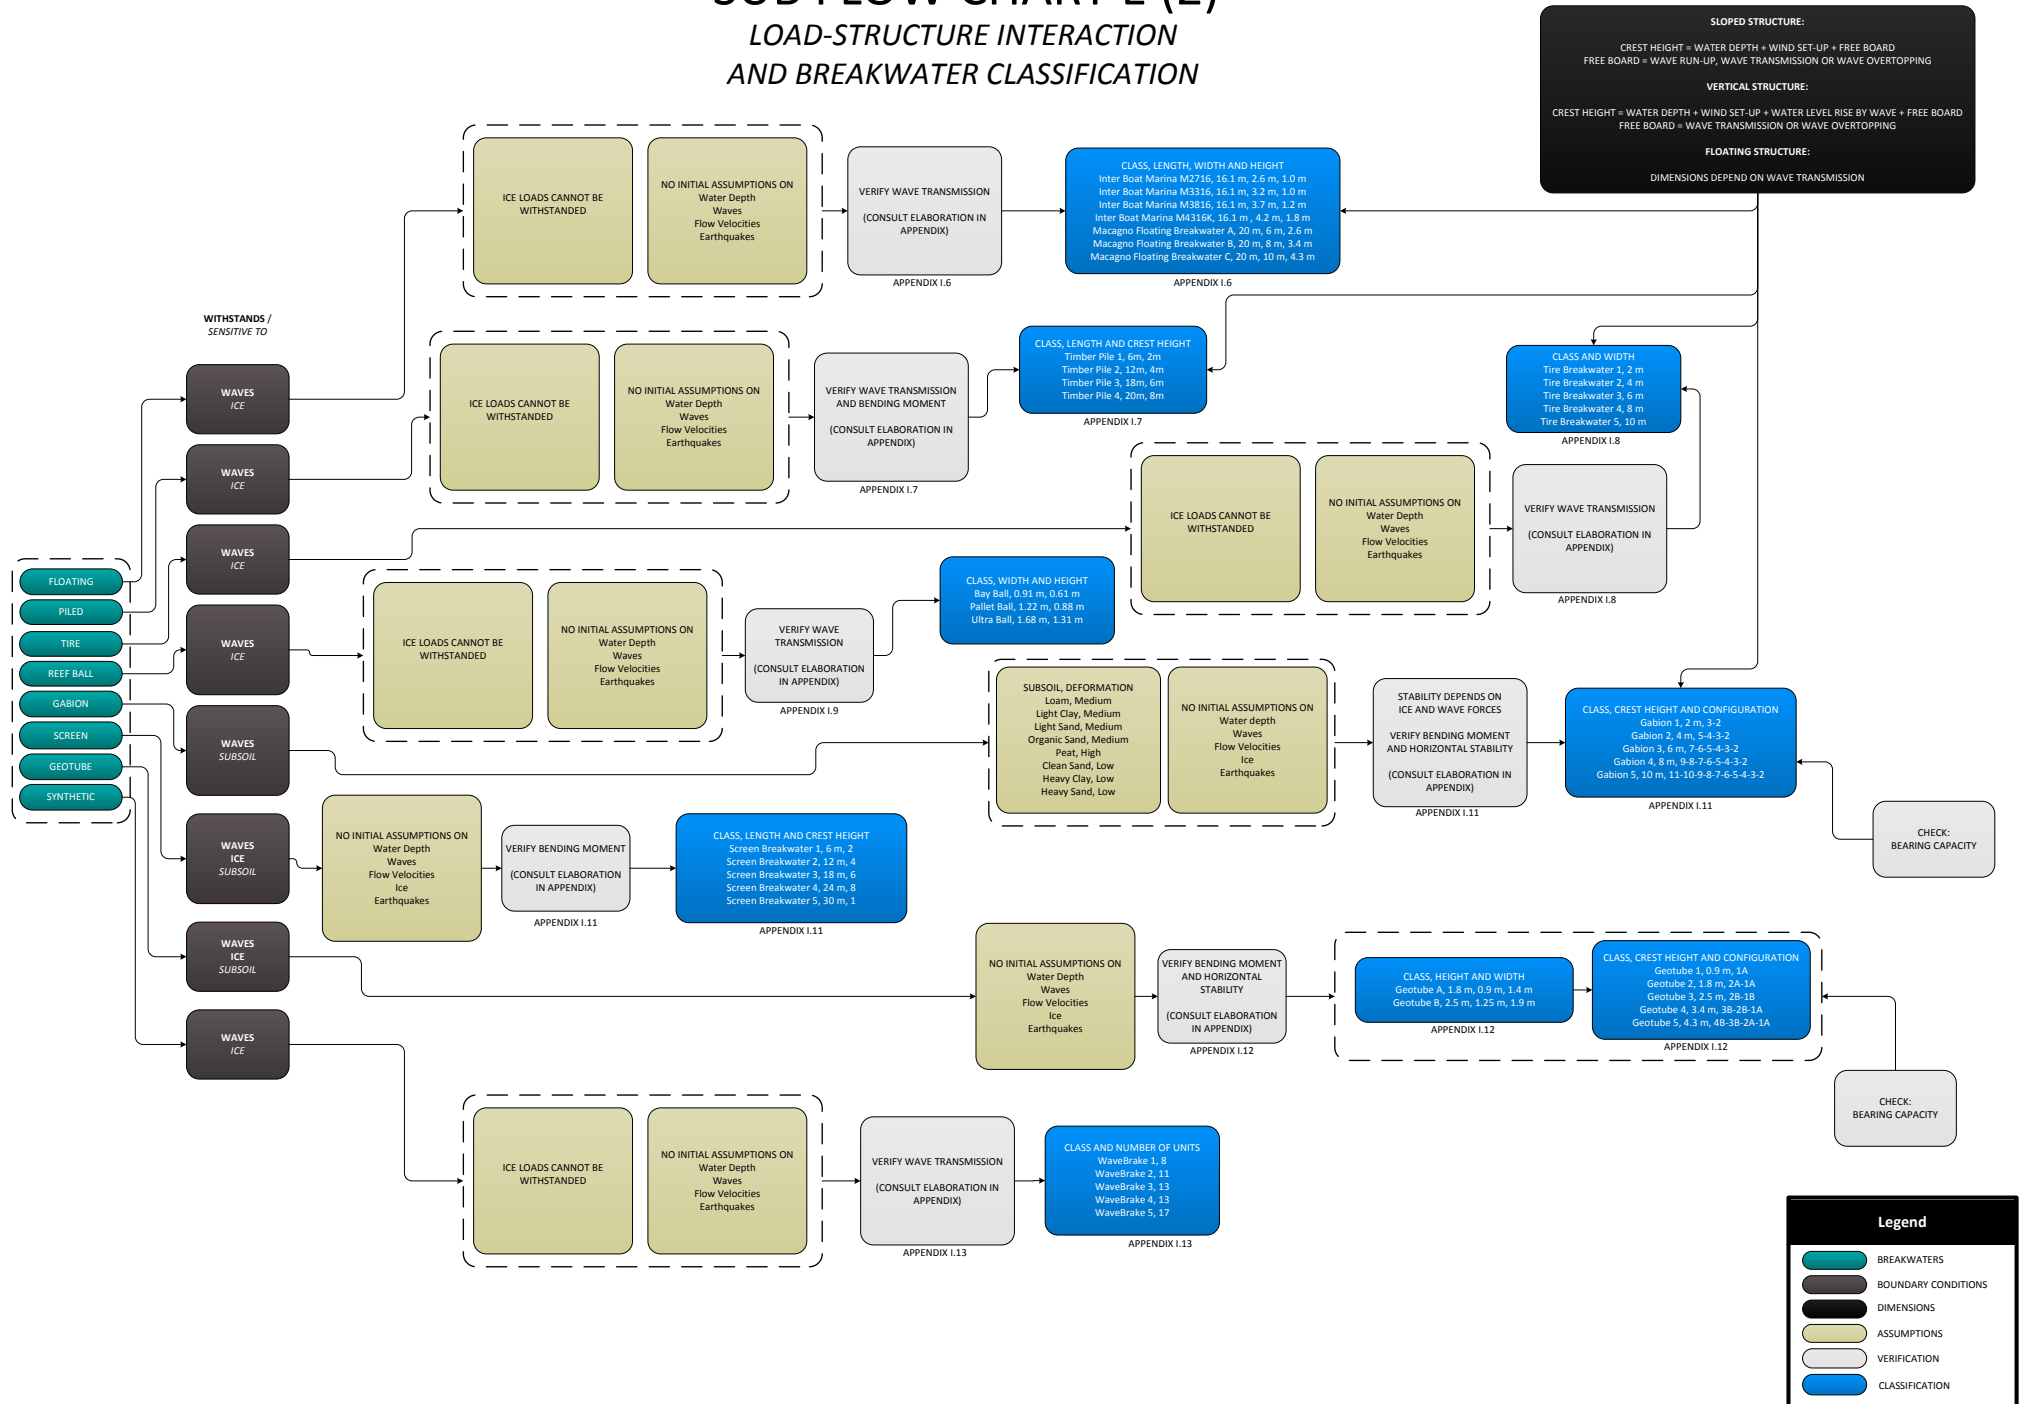 SUB FLOW CHART E (2)
LOAD-STRUCTURE INTERACTION
AND BREAKWATER CLASSIFICATION
SLOPED STRUCTURE:
CREST HEIGHT = WATER DEPTH + WIND SET-UP + FREE BOARD
FREE BOARD = WAVE RUN-UP, WAVE TRANSMISSION OR WAVE OVERTOPPING
VERTICAL STRUCTURE:
CREST HEIGHT = WATER DEPTH + WIND SET-UP + WATER LEVEL RISE BY WAVE + FREE BOARD
FREE BOARD = WAVE TRANSMISSION OR WAVE OVERTOPPING
FLOATING STRUCTURE:
DIMENSIONS DEPEND ON WAVE TRANSMISSION
ICE LOADS CANNOT BE
WITHSTANDED
NO INITIAL ASSUMPTIONS ON
Water Depth
Waves
Flow Velocities
Earthquakes
VERIFY WAVE TRANSMISSION
(CONSULT ELABORATION IN
APPENDIX)
APPENDIX I.6
CLASS, LENGTH, WIDTH AND HEIGHT
Inter Boat Marina M2716, 16.1 m, 2.6 m, 1.0 m
Inter Boat Marina M3316, 16.1 m, 3.2 m, 1.0 m
Inter Boat Marina M3816, 16.1 m, 3.7 m, 1.2 m
Inter Boat Marina M4316K, 16.1 m , 4.2 m, 1.8 m
Macagno Floating Breakwater A, 20 m, 6 m, 2.6 m
Macagno Floating Breakwater B, 20 m, 8 m, 3.4 m
Macagno Floating Breakwater C, 20 m, 10 m, 4.3 m
APPENDIX I.6
WITHSTANDS /
SENSITIVE TO
WAVES
ICE
ICE LOADS CANNOT BE
WITHSTANDED
NO INITIAL ASSUMPTIONS ON
Water Depth
Waves
Flow Velocities
Earthquakes
VERIFY WAVE TRANSMISSION
AND BENDING MOMENT
(CONSULT ELABORATION IN
APPENDIX)
APPENDIX I.7
CLASS, LENGTH AND CREST HEIGHT
Timber Pile 1, 6m, 2m
Timber Pile 2, 12m, 4m
Timber Pile 3, 18m, 6m
Timber Pile 4, 20m, 8m
APPENDIX I.7
CLASS AND WIDTH
Tire Breakwater 1, 2 m
Tire Breakwater 2, 4 m
Tire Breakwater 3, 6 m
Tire Breakwater 4, 8 m
Tire Breakwater 5, 10 m
APPENDIX I.8
WAVES
ICE
ICE LOADS CANNOT BE
WITHSTANDED
NO INITIAL ASSUMPTIONS ON
Water Depth
Waves
Flow Velocities
Earthquakes
VERIFY WAVE TRANSMISSION
(CONSULT ELABORATION IN
APPENDIX)
APPENDIX I.8
WAVES
ICE
FLOATING
PILED
TIRE
REEF BALL
GABION
SCREEN
GEOTUBE
SYNTHETIC
WAVES
ICE
ICE LOADS CANNOT BE
WITHSTANDED
NO INITIAL ASSUMPTIONS ON
Water Depth
Waves
Flow Velocities
Earthquakes
VERIFY WAVE
TRANSMISSION
(CONSULT ELABORATION
IN APPENDIX)
APPENDIX I.9
CLASS, WIDTH AND HEIGHT
Bay Ball, 0.91 m, 0.61 m
Pallet Ball, 1.22 m, 0.88 m
Ultra Ball, 1.68 m, 1.31 m
WAVES
SUBSOIL
SUBSOIL, DEFORMATION
Loam, Medium
Light Clay, Medium
Light Sand, Medium
Organic Sand, Medium
Peat, High
Clean Sand, Low
Heavy Clay, Low
Heavy Sand, Low
NO INITIAL ASSUMPTIONS ON
Water depth
Waves
Flow Velocities
Ice
Earthquakes
STABILITY DEPENDS ON
ICE AND WAVE FORCES
VERIFY BENDING MOMENT
AND HORIZONTAL STABILITY
(CONSULT ELABORATION IN
APPENDIX)
APPENDIX I.11
CLASS, CREST HEIGHT AND CONFIGURATION
Gabion 1, 2 m, 3-2
Gabion 2, 4 m, 5-4-3-2
Gabion 3, 6 m, 7-6-5-4-3-2
Gabion 4, 8 m, 9-8-7-6-5-4-3-2
Gabion 5, 10 m, 11-10-9-8-7-6-5-4-3-2
APPENDIX I.11
CHECK:
BEARING CAPACITY
WAVES
ICE
SUBSOIL
NO INITIAL ASSUMPTIONS ON
Water Depth
Waves
Flow Velocities
Ice
Earthquakes
VERIFY BENDING MOMENT
(CONSULT ELABORATION
IN APPENDIX)
APPENDIX I.11
CLASS, LENGTH AND CREST HEIGHT
Screen Breakwater 1, 6 m, 2
Screen Breakwater 2, 12 m, 4
Screen Breakwater 3, 18 m, 6
Screen Breakwater 4, 24 m, 8
Screen Breakwater 5, 30 m, 1
APPENDIX I.11
WAVES
ICE
SUBSOIL
NO INITIAL ASSUMPTIONS ON
Water Depth
Waves
Flow Velocities
Ice
Earthquakes
VERIFY BENDING MOMENT
AND HORIZONTAL
STABILITY
(CONSULT ELABORATION
IN APPENDIX)
APPENDIX I.12
CLASS, HEIGHT AND WIDTH
Geotube A, 1.8 m, 0.9 m, 1.4 m
Geotube B, 2.5 m, 1.25 m, 1.9 m
APPENDIX I.12
CLASS, CREST HEIGHT AND CONFIGURATION
Geotube 1, 0.9 m, 1A
Geotube 2, 1.8 m, 2A-1A
Geotube 3, 2.5 m, 2B-1B
Geotube 4, 3.4 m, 3B-2B-1A
Geotube 5, 4.3 m, 4B-3B-2A-1A
APPENDIX I.12
CHECK:
BEARING CAPACITY
WAVES
ICE
ICE LOADS CANNOT BE
WITHSTANDED
NO INITIAL ASSUMPTIONS ON
Water Depth
Waves
Flow Velocities
Earthquakes
VERIFY WAVE TRANSMISSION
(CONSULT ELABORATION IN
APPENDIX)
APPENDIX I.13
CLASS AND NUMBER OF UNITS
WaveBrake 1, 8
WaveBrake 2, 11
WaveBrake 3, 13
WaveBrake 4, 13
WaveBrake 5, 17
APPENDIX I.13
Legend
BREAKWATERS
BOUNDARY CONDITIONS
DIMENSIONS
ASSUMPTIONS
VERIFICATION
CLASSIFICATION